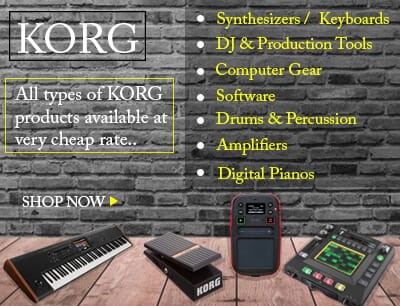 KORG
All types of KORG
products available at
very cheap rate..
SHOP NOW
Synthesizers / Keyboards
DJ & Production Tools
Computer Gear
Software
Drums & Percussion
Amplifiers
Digital Pianos
KORG